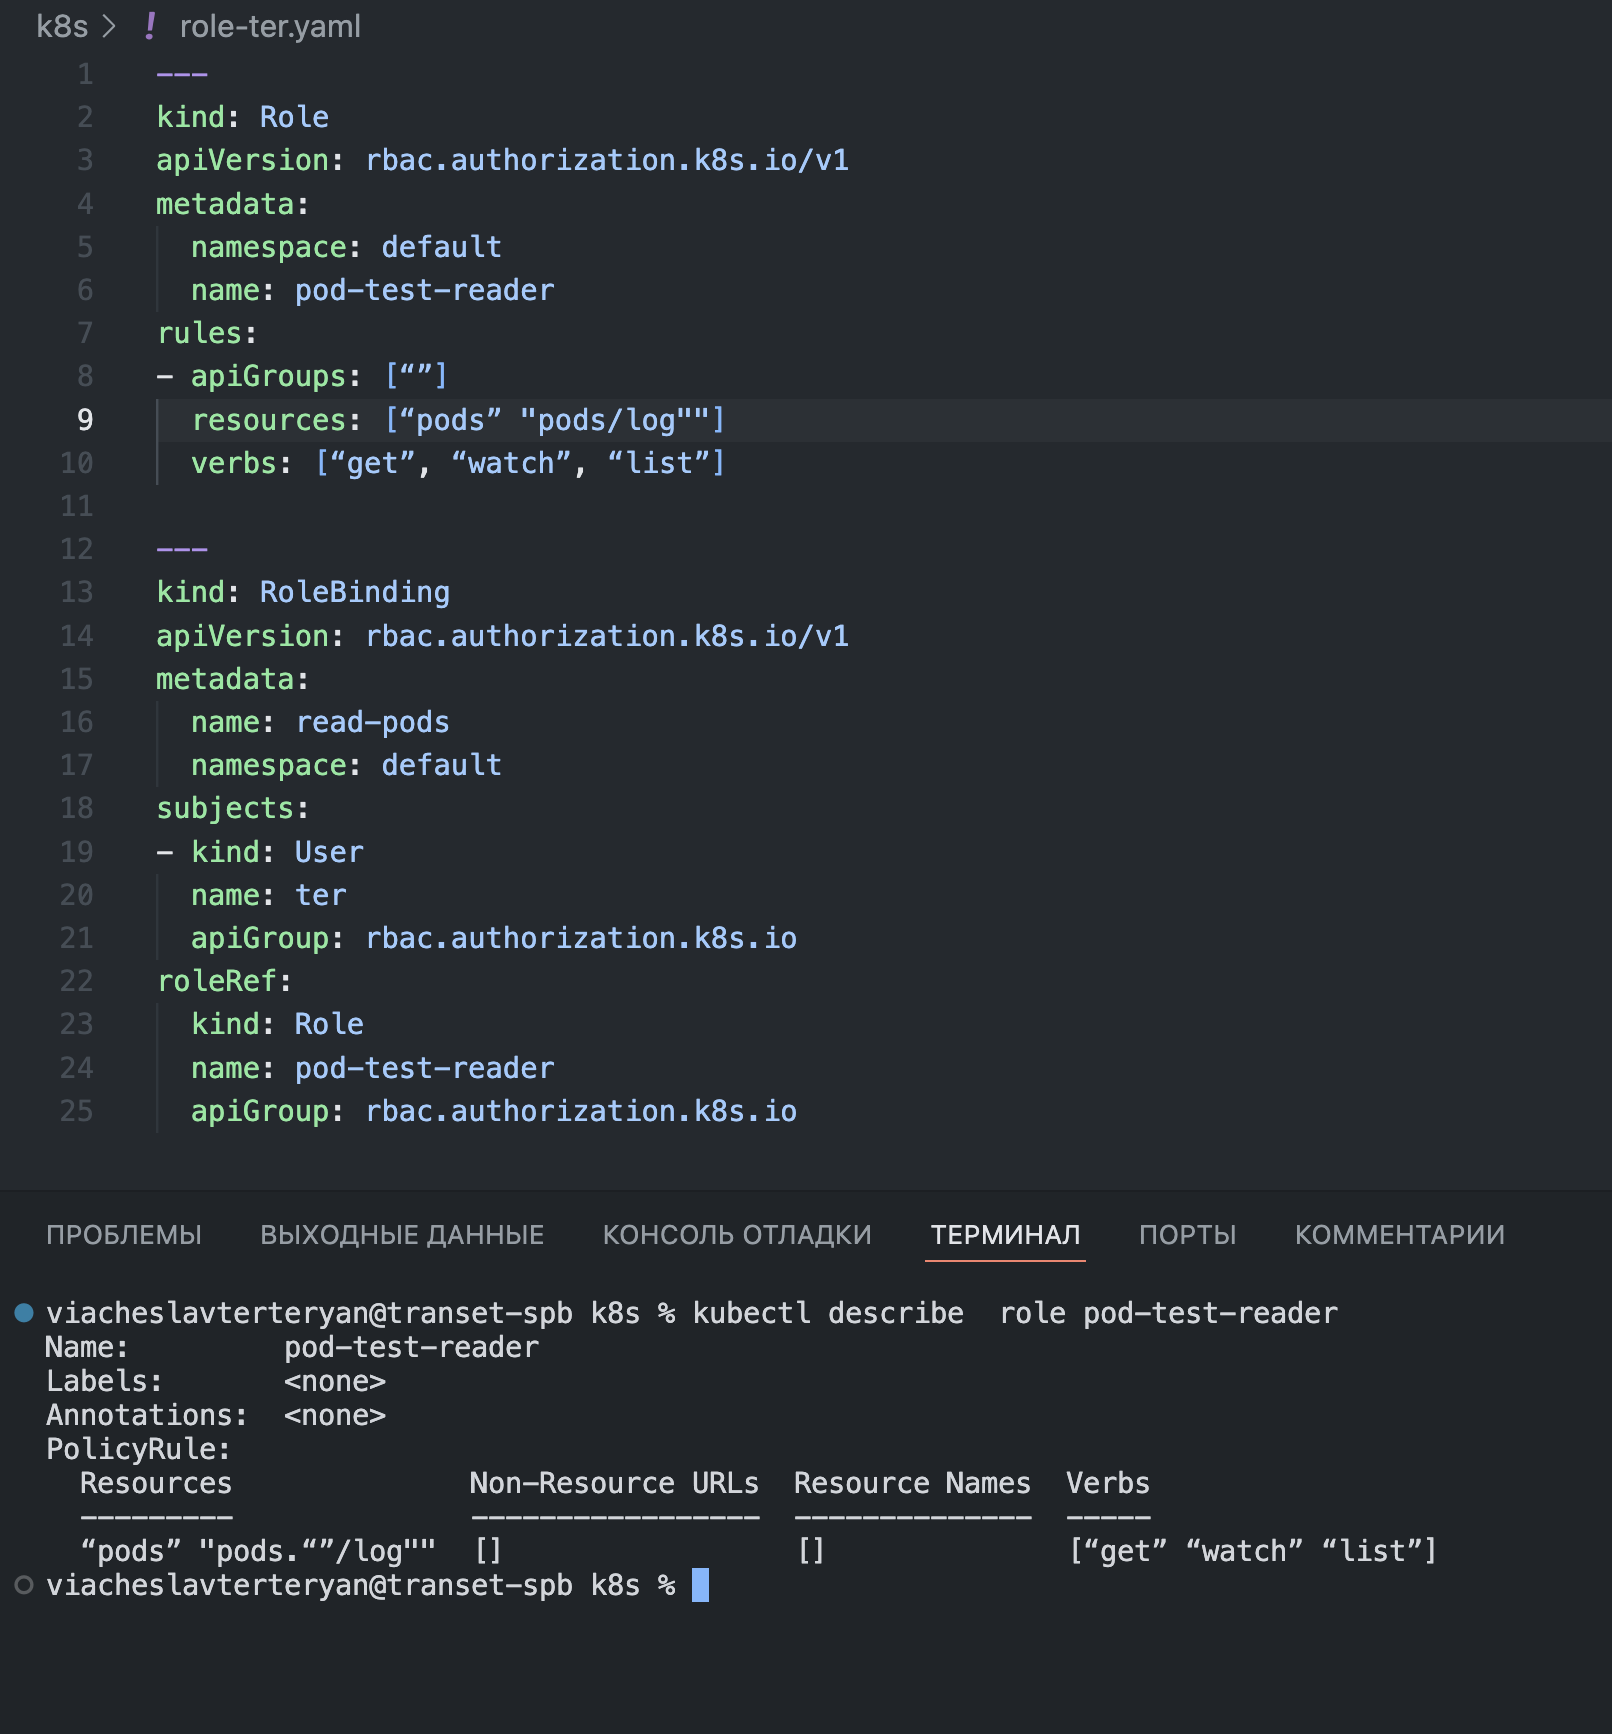 k8s > ! role-ter.yaml
1 ---
2 kind: Role
3 apiVersion: rbac.authorization.k8s.io/v1
4 metadata:
5   namespace: default
6   name: pod-test-reader
7 rules:
8 - apiGroups: [“”]
9   resources: [“pods” "pods/log""]
10   verbs: [“get”, “watch”, “list”]
11
12 ---
13 kind: RoleBinding
14 apiVersion: rbac.authorization.k8s.io/v1
15 metadata:
16   name: read-pods
17   namespace: default
18 subjects:
19 - kind: User
20   name: ter
21   apiGroup: rbac.authorization.k8s.io
22 roleRef:
23   kind: Role
24   name: pod-test-reader
25   apiGroup: rbac.authorization.k8s.io
ПРОБЛЕМЫ ВЫХОДНЫЕ ДАННЫЕ КОНСОЛЬ ОТЛАДКИ ТЕРМИНАЛ ПОРТЫ КОММЕНТАРИИ
viacheslavterteryan@transet-spb k8s % kubectl describe  role pod-test-reader
Name:         pod-test-reader
Labels:       <none>
Annotations:  <none>
PolicyRule:
  Resources              Non-Resource URLs  Resource Names  Verbs
  ---------              -----------------  --------------  -----
  “pods” "pods.“”/log""  []                 []              [“get” “watch” “list”]
viacheslavterteryan@transet-spb k8s %